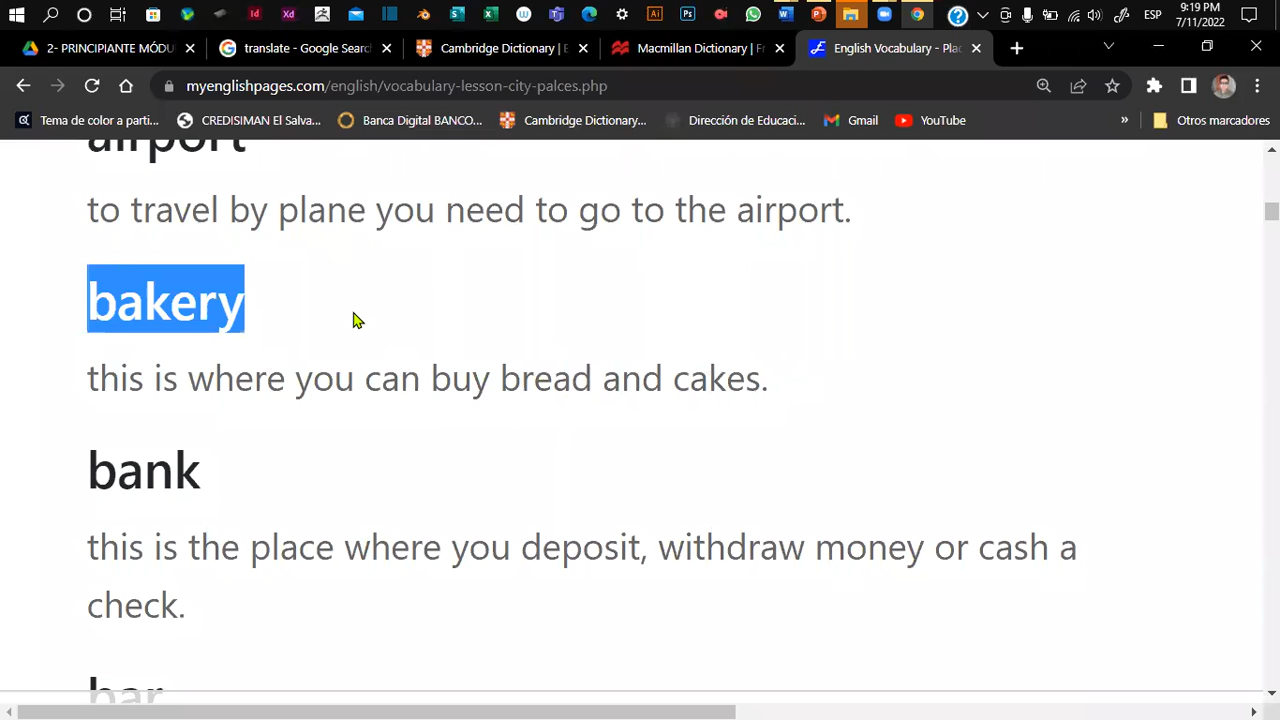 9:19 PM
ESP
7/11/2022
2- PRINCIPIANTE MÓDU
translate - Google Searc
Cambridge Dictionary | E
Macmillan Dictionary | Fr
English Vocabulary - Plac
myenglishpages.com/english/vocabulary-lesson-city-palces.php
Tema de color a parti...
CREDISIMAN El Salva...
Banca Digital BANCO...
Cambridge Dictionary...
Dirección de Educaci...
Gmail
YouTube
»
Otros marcadores
airport
to travel by plane you need to go to the airport.
bakery
this is where you can buy bread and cakes.
bank
this is the place where you deposit, withdraw money or cash a
check.
bar